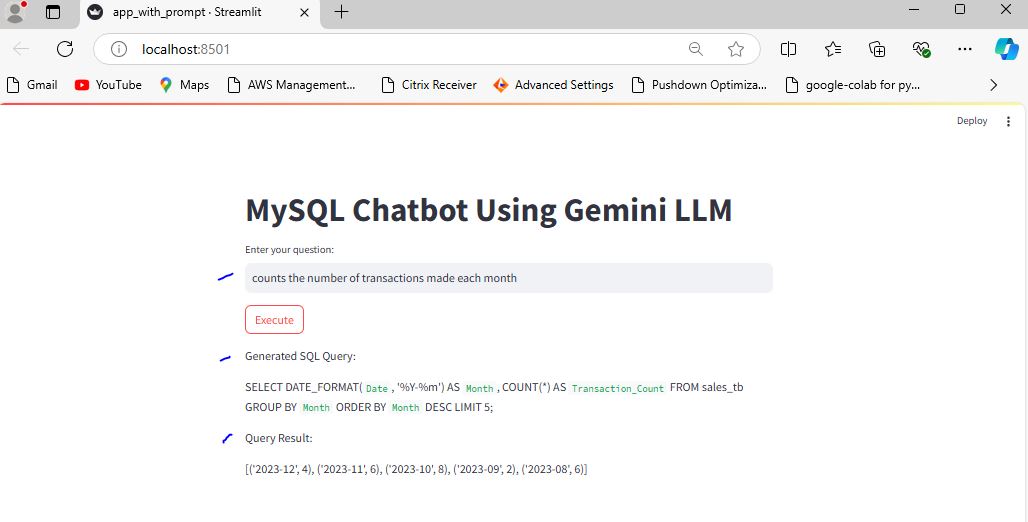 app_with_prompt · Streamlit
localhost:8501
Gmail YouTube Maps AWS Management... Citrix Receiver Advanced Settings Pushdown Optimiza... google-colab for py...
Deploy
MySQL Chatbot Using Gemini LLM
Enter your question:
counts the number of transactions made each month
Execute
Generated SQL Query:
SELECT DATE_FORMAT( Date , '%Y-%m') AS Month , COUNT(*) AS Transaction_Count FROM sales_tb
GROUP BY Month ORDER BY Month DESC LIMIT 5;
Query Result:
[('2023-12', 4), ('2023-11', 6), ('2023-10', 8), ('2023-09', 2), ('2023-08', 6)]